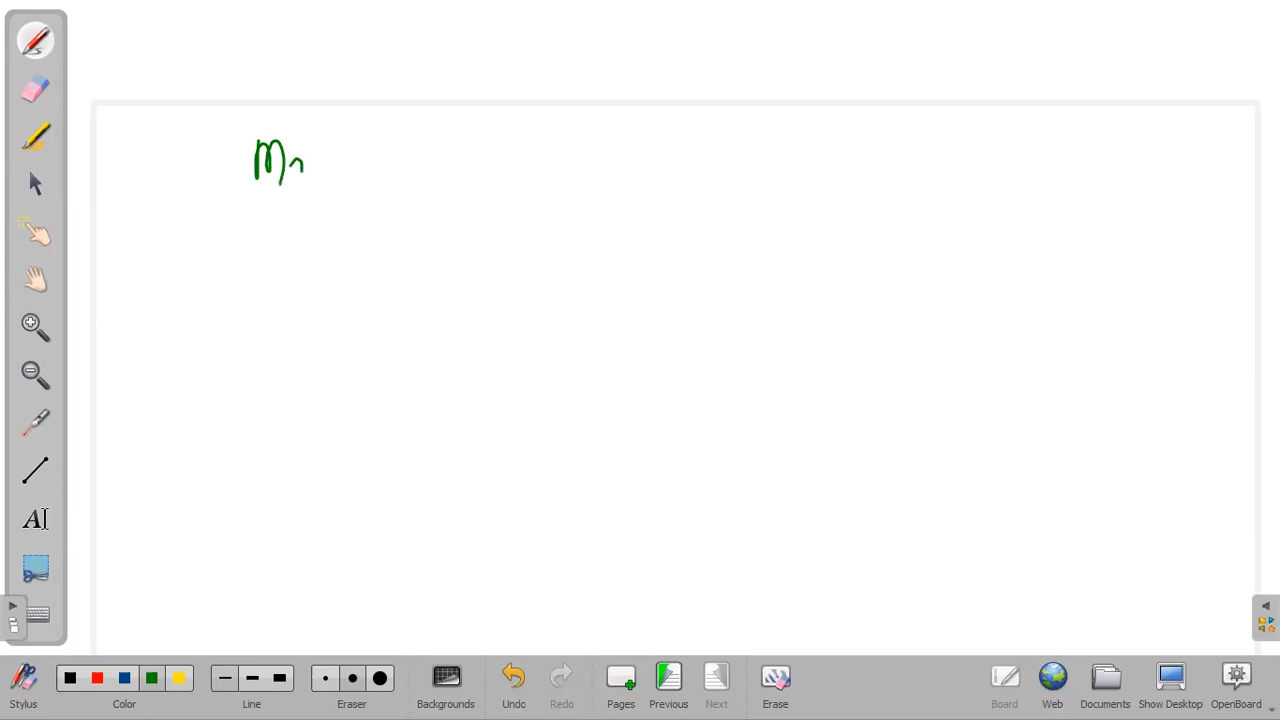 Stylus
Color
Line
Eraser
Backgrounds
Undo
Redo
Pages
Previous
Next
Erase
Board
Web
Documents
Show Desktop
OpenBoard